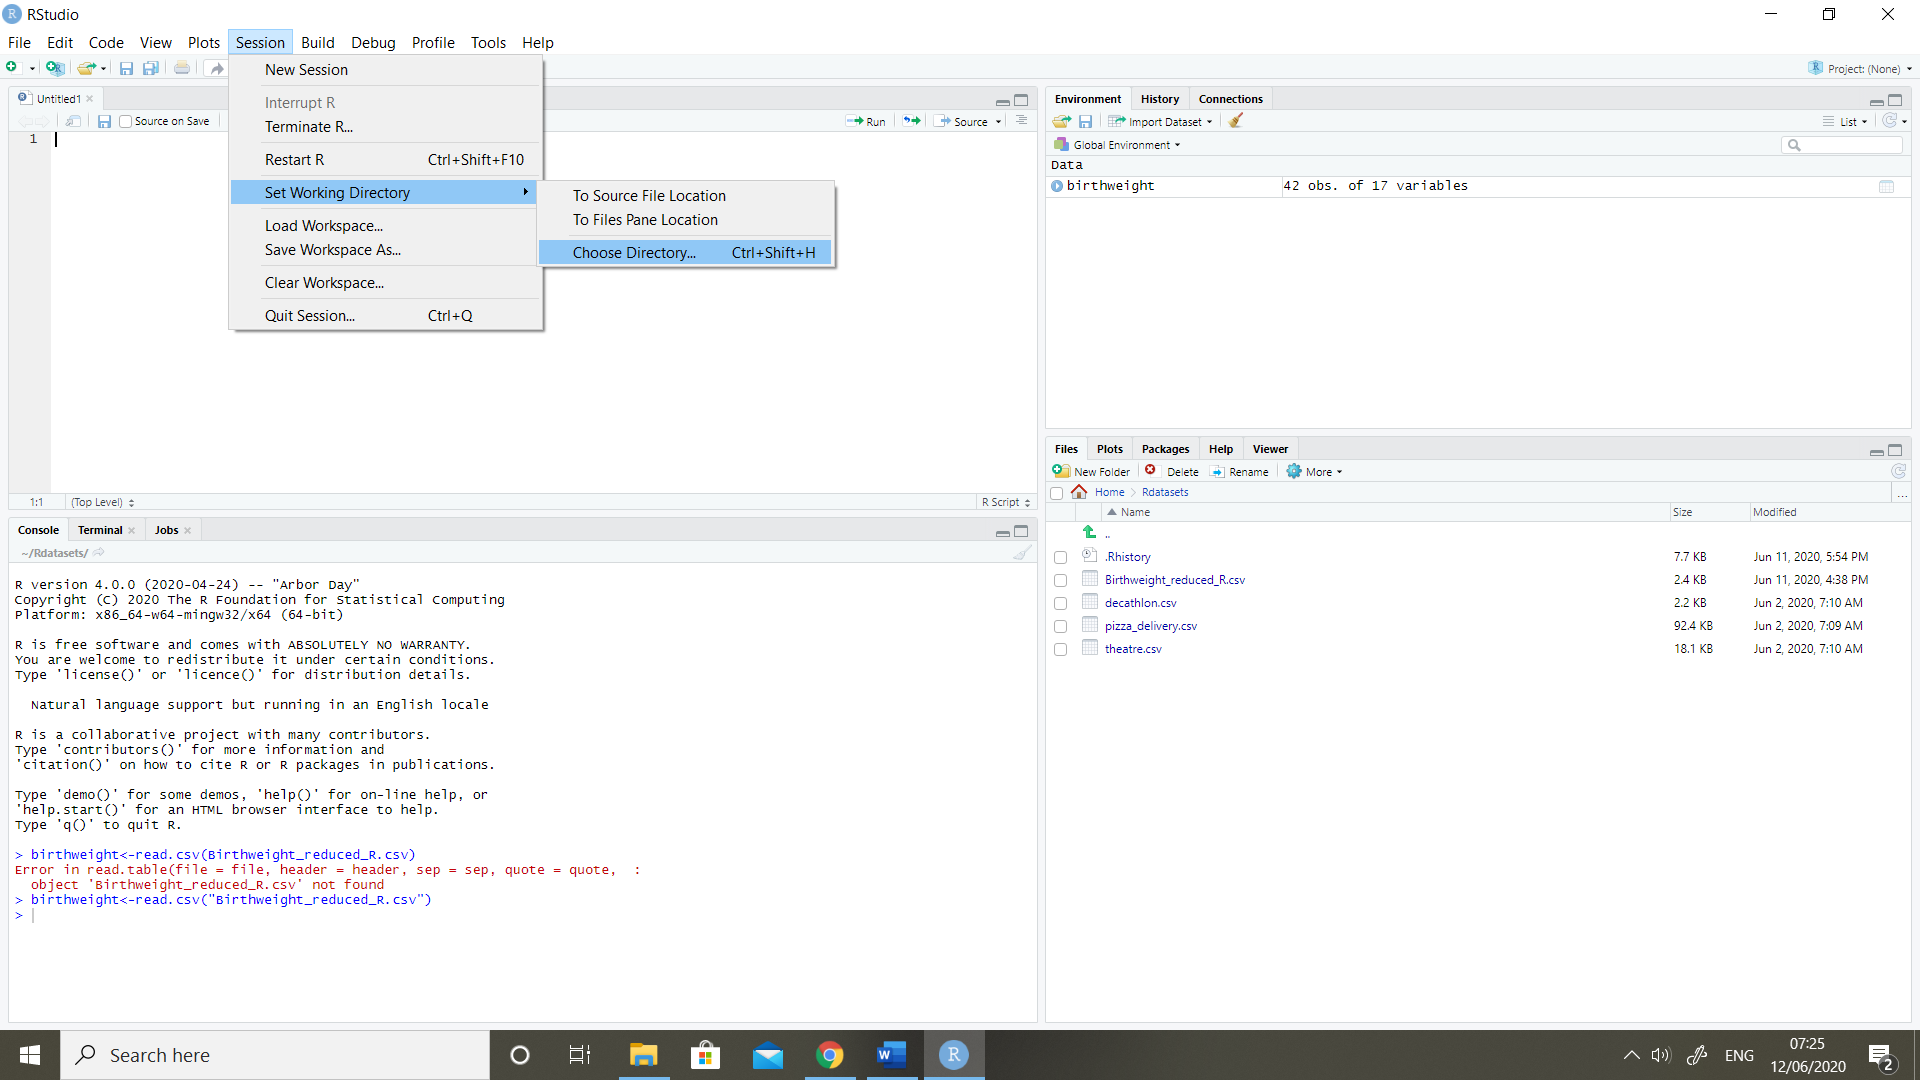 RStudio
File Edit Code View Plots Session Build Debug Profile Tools Help
Project: (None)
Untitled1
Source on Save
Run
Source
1
New Session
Interrupt R
Terminate R...
Restart R Ctrl+Shift+F10
Set Working Directory
Load Workspace...
Save Workspace As...
Clear Workspace...
Quit Session... Ctrl+Q
To Source File Location
To Files Pane Location
Choose Directory... Ctrl+Shift+H
1:1 (Top Level) R Script
Environment History Connections
Import Dataset List
Global Environment
Data
birthweight 42 obs. of 17 variables
Console Terminal Jobs
~/Rdatasets/
R version 4.0.0 (2020-04-24) -- "Arbor Day"
Copyright (C) 2020 The R Foundation for Statistical Computing
Platform: x86_64-w64-mingw32/x64 (64-bit)
R is free software and comes with ABSOLUTELY NO WARRANTY.
You are welcome to redistribute it under certain conditions.
Type 'license()' or 'licence()' for distribution details.
Natural language support but running in an English locale
R is a collaborative project with many contributors.
Type 'contributors()' for more information and
'citation()' on how to cite R or R packages in publications.
Type 'demo()' for some demos, 'help()' for on-line help, or
'help.start()' for an HTML browser interface to help.
Type 'q()' to quit R.
> birthweight<-read.csv(Birthweight_reduced_R.csv)
Error in read.table(file = file, header = header, sep = sep, quote = quote, :
object 'Birthweight_reduced_R.csv' not found
> birthweight<-read.csv("Birthweight_reduced_R.csv")
>
Files Plots Packages Help Viewer
New Folder Delete Rename More
Home Rdatasets ...
Name Size Modified
..
.Rhistory 7.7 KB Jun 11, 2020, 5:54 PM
Birthweight_reduced_R.csv 2.4 KB Jun 11, 2020, 4:38 PM
decathlon.csv 2.2 KB Jun 2, 2020, 7:10 AM
pizza_delivery.csv 92.4 KB Jun 2, 2020, 7:09 AM
theatre.csv 18.1 KB Jun 2, 2020, 7:10 AM
Search here
ENG
07:25
12/06/2020
2